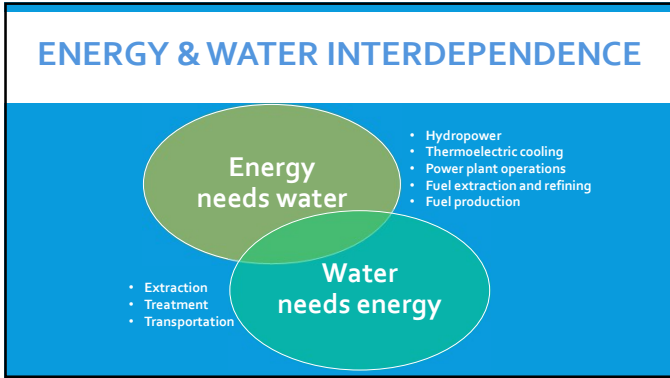 ENERGY & WATER INTERDEPENDENCE
Energy
needs water
• Hydropower
• Thermoelectric cooling
• Power plant operations
• Fuel extraction and refining
• Fuel production
Water
needs energy
• Extraction
• Treatment
• Transportation